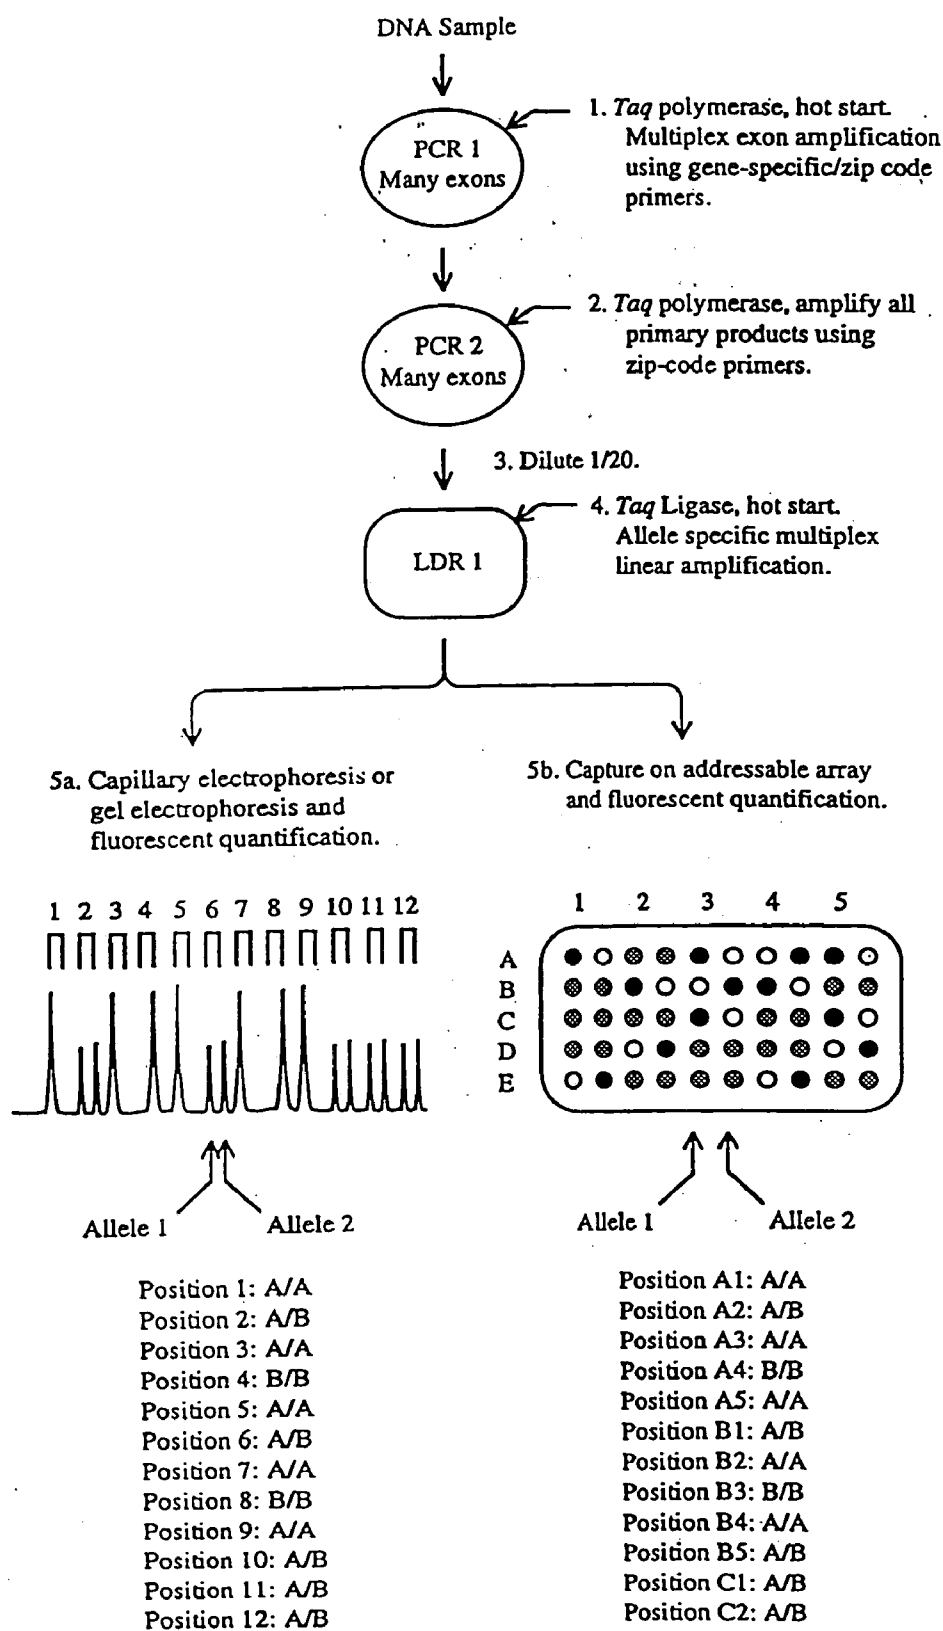 DNA Sample
PCR 1
Many exons
1. Taq polymerase, hot start.
Multiplex exon amplification
using gene-specific/zip code
primers.
PCR 2
Many exons
2. Taq polymerase, amplify all
primary products using
zip-code primers.
3. Dilute 1/20.
LDR 1
4. Taq Ligase, hot start.
Allele specific multiplex
linear amplification.
5a. Capillary electrophoresis or
gel electrophoresis and
fluorescent quantification.
5b. Capture on addressable array
and fluorescent quantification.
1 2 3 4 5 6 7 8 9 10 11 12
1 2 3 4 5
A
B
C
D
E
Allele 1 Allele 2
Allele 1 Allele 2
Position 1: A/A
Position 2: A/B
Position 3: A/A
Position 4: B/B
Position 5: A/A
Position 6: A/B
Position 7: A/A
Position 8: B/B
Position 9: A/A
Position 10: A/B
Position 11: A/B
Position 12: A/B
Position A1: A/A
Position A2: A/B
Position A3: A/A
Position A4: B/B
Position A5: A/A
Position B1: A/B
Position B2: A/A
Position B3: B/B
Position B4: A/A
Position B5: A/B
Position C1: A/B
Position C2: A/B